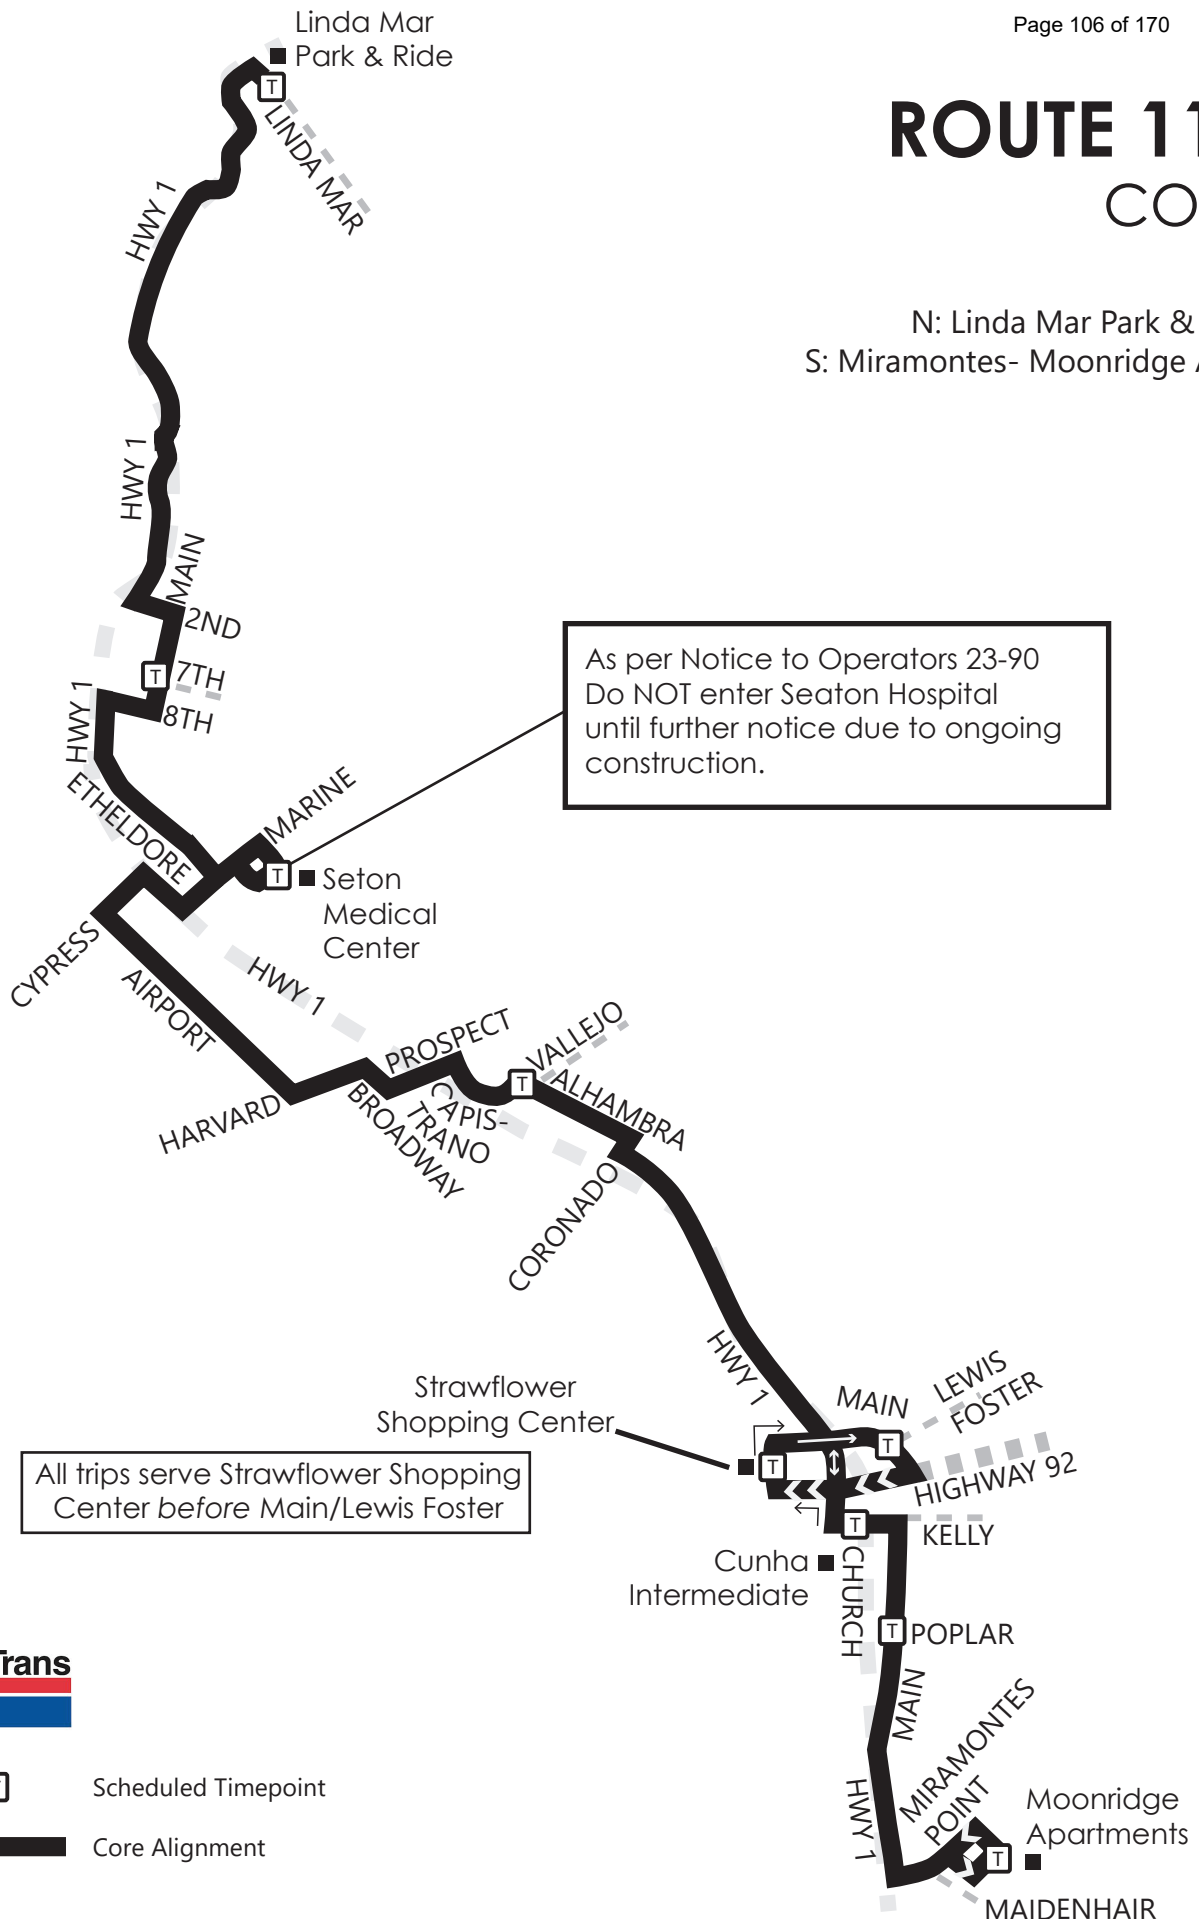 Page 106 of 170
Linda Mar
Park & Ride
T
LINDA MAR
ROUTE 11
CO
N: Linda Mar Park &
S: Miramontes- Moonridge
HWY 1
HWY 1
MAIN
2ND
T
7TH
8TH
HWY 1
As per Notice to Operators 23-90
Do NOT enter Seaton Hospital
until further notice due to ongoing
construction.
ETHELDORE
MARINE
T
Seton
Medical
Center
CYPRESS
AIRPORT
HWY 1
HARVARD
BROADWAY
PROSPECT
CAPIS-
TRANO
T
VALLEJO
ALHAMBRA
CORONADO
HWY 1
Strawflower
Shopping Center
MAIN
LEWIS
FOSTER
T
T
HIGHWAY 92
All trips serve Strawflower Shopping
Center before Main/Lewis Foster
T
KELLY
Cunha
Intermediate
CHURCH
T
POPLAR
MAIN
MIRAMONTES
POINT
HWY 1
Moonridge
Apartments
T
MAIDENHAIR
Trans
Scheduled Timepoint
Core Alignment